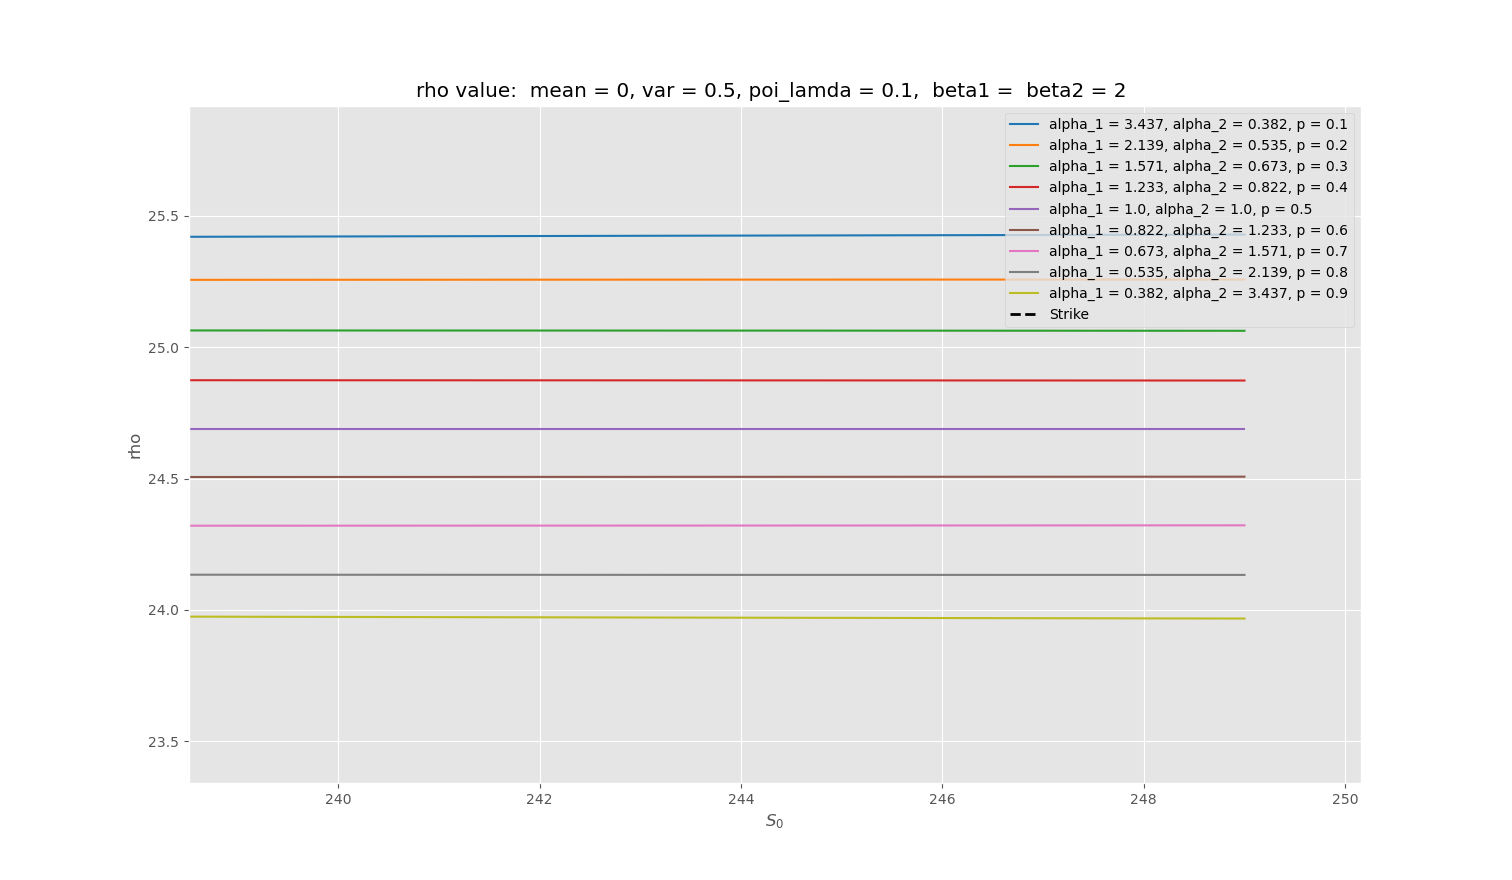 rho value:  mean = 0, var = 0.5, poi_lamda = 0.1,  beta1 =  beta2 = 2
alpha_1 = 3.437, alpha_2 = 0.382, p = 0.1
alpha_1 = 2.139, alpha_2 = 0.535, p = 0.2
alpha_1 = 1.571, alpha_2 = 0.673, p = 0.3
alpha_1 = 1.233, alpha_2 = 0.822, p = 0.4
alpha_1 = 1.0, alpha_2 = 1.0, p = 0.5
alpha_1 = 0.822, alpha_2 = 1.233, p = 0.6
alpha_1 = 0.673, alpha_2 = 1.571, p = 0.7
alpha_1 = 0.535, alpha_2 = 2.139, p = 0.8
alpha_1 = 0.382, alpha_2 = 3.437, p = 0.9
Strike
25.5
25.0
24.5
24.0
23.5
rho
240 242 244 246 248 250
S_0